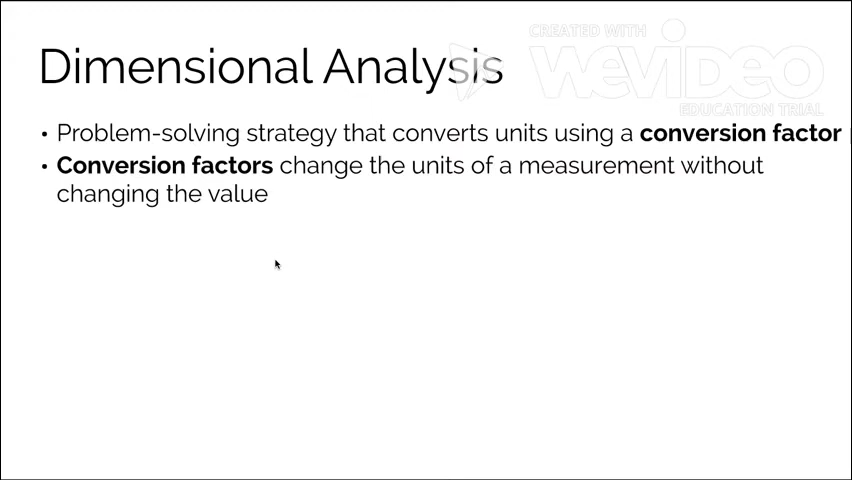 CREATED WITH
Dimensional Analysis
WEVIDEO
EDUCATION TRIAL
• Problem-solving strategy that converts units using a conversion factor
• Conversion factors change the units of a measurement without
changing the value